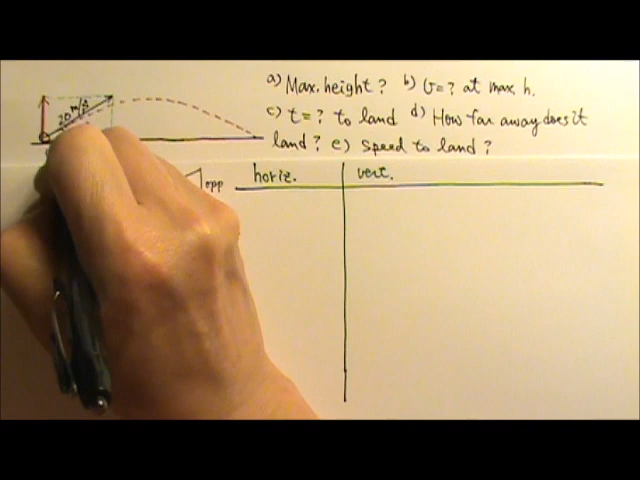 a) Max. height ? b) v=? at max h.
20 m/s
c) t=? to land d) How far away does it
land ? e) Speed to land ?
opp
horiz.
vert.